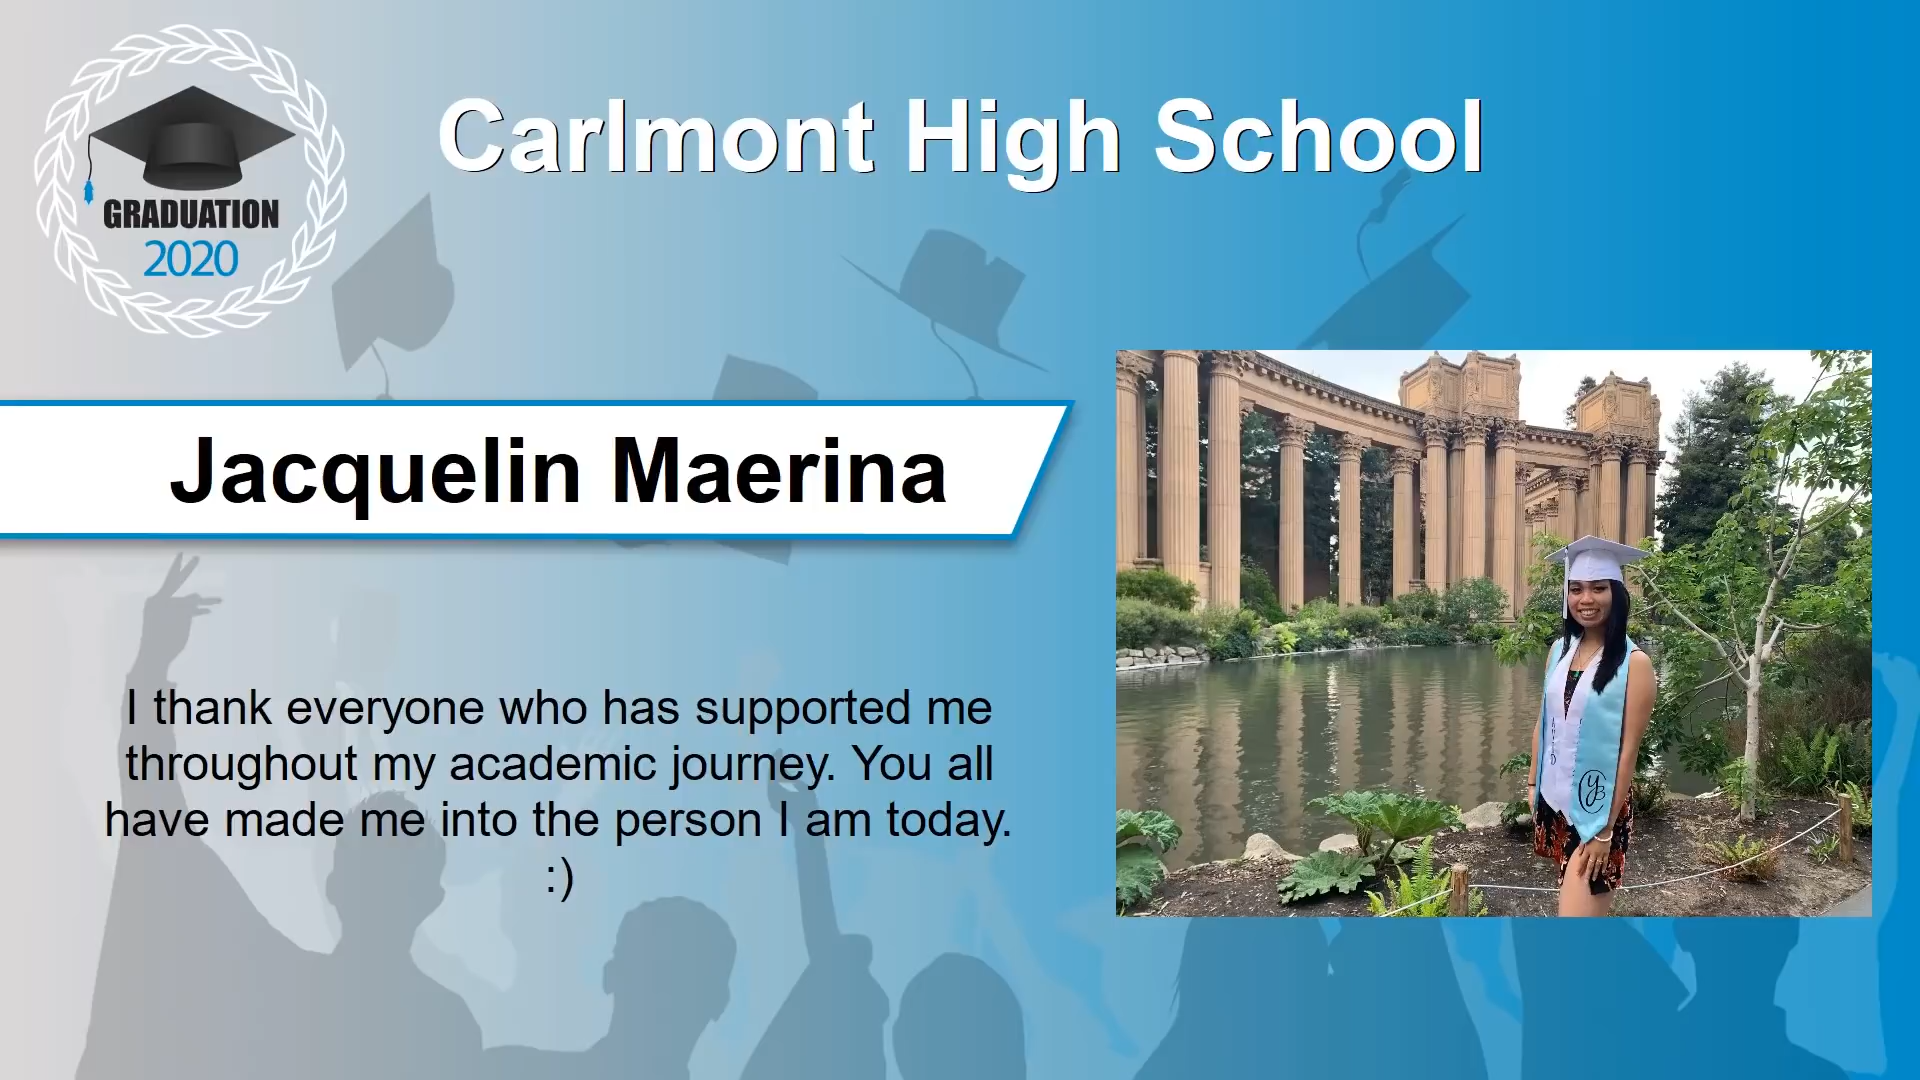 GRADUATION
2020
Carlmont High School
Jacquelin Maerina
I thank everyone who has supported me
throughout my academic journey. You all
have made me into the person I am today.
:)